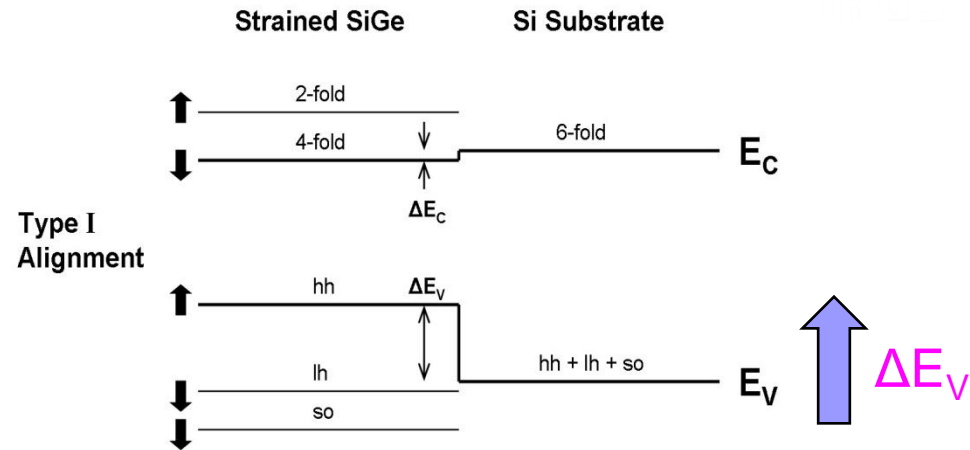 Strained SiGe
Si Substrate
2-fold
4-fold
6-fold
E_C
ΔE_C
Type I
Alignment
hh
ΔE_V
lh
so
hh + lh + so
E_V
ΔE_V